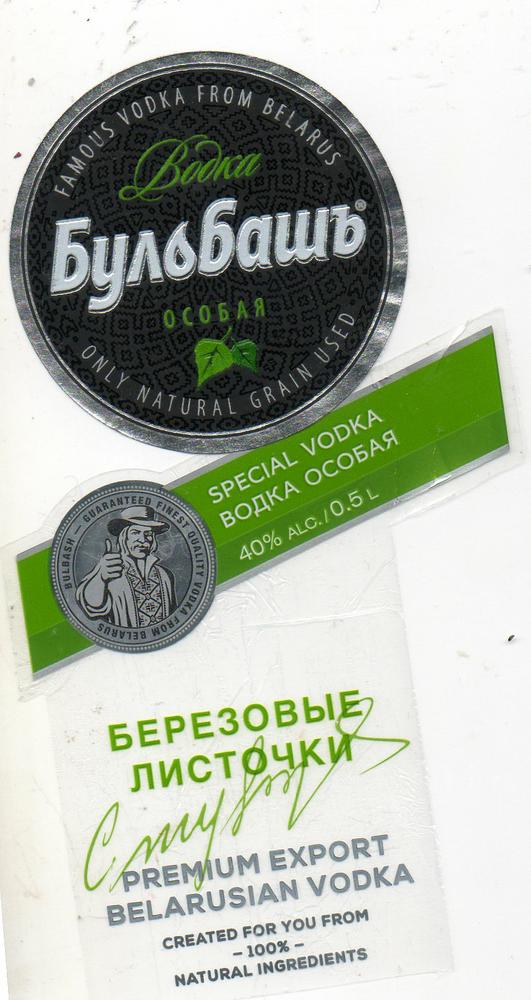 FAMOUS VODKA FROM BELARUS
Водка
Бульбашъ®
ОСОБАЯ
ONLY NATURAL GRAIN USED
SPECIAL VODKA
ВОДКА ОСОБАЯ
40% ALC./0.5 L
BULBASH – GUARANTEED FINEST QUALITY VODKA FROM BELARUS
БЕРЕЗОВЫЕ
ЛИСТОЧКИ
PREMIUM EXPORT
BELARUSIAN VODKA
CREATED FOR YOU FROM
– 100% –
NATURAL INGREDIENTS